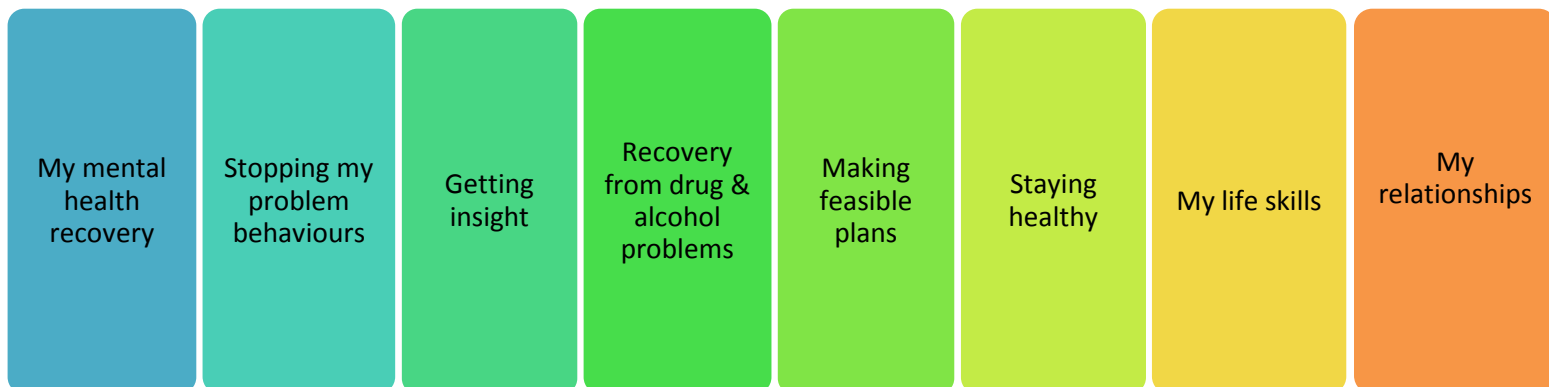 My mental
health
recovery
Stopping my
problem
behaviours
Getting
insight
Recovery
from drug &
alcohol
problems
Making
feasible
plans
Staying
healthy
My life skills
My
relationships